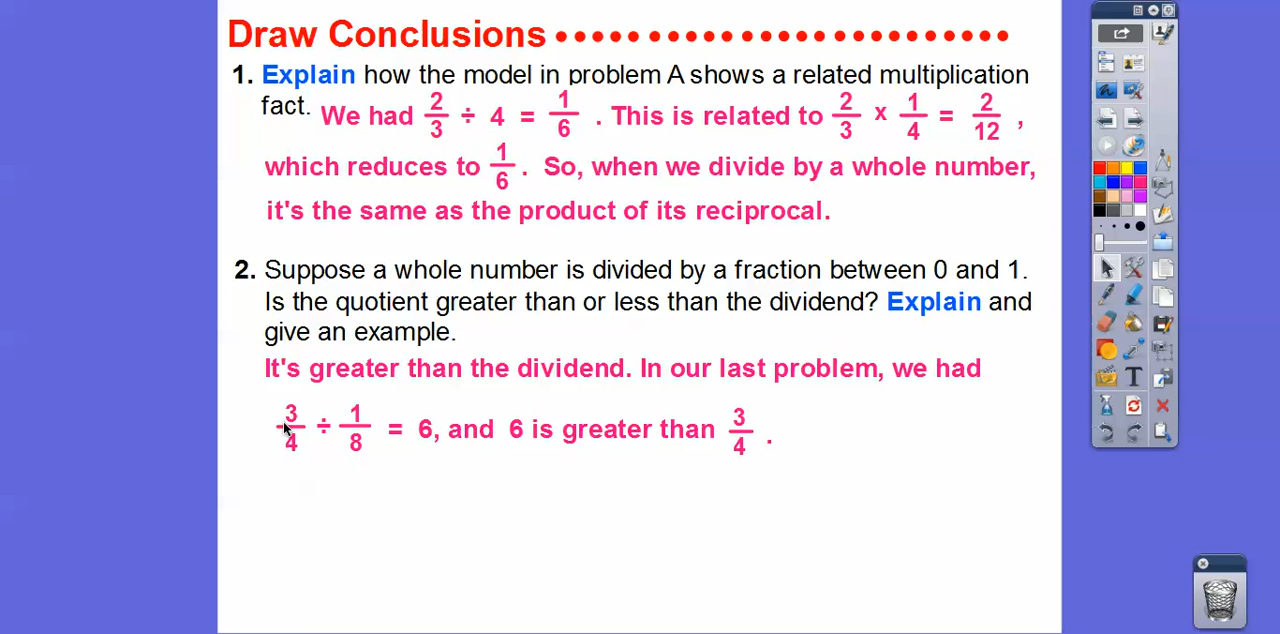 Draw Conclusions
1. Explain how the model in problem A shows a related multiplication
fact. We had 2/3 ÷ 4 = 1/6 . This is related to 2/3 x 1/4 = 2/12 ,
which reduces to 1/6 . So, when we divide by a whole number,
it's the same as the product of its reciprocal.
2. Suppose a whole number is divided by a fraction between 0 and 1.
Is the quotient greater than or less than the dividend? Explain and
give an example.
It's greater than the dividend. In our last problem, we had
3/4 ÷ 1/8 = 6, and 6 is greater than 3/4 .